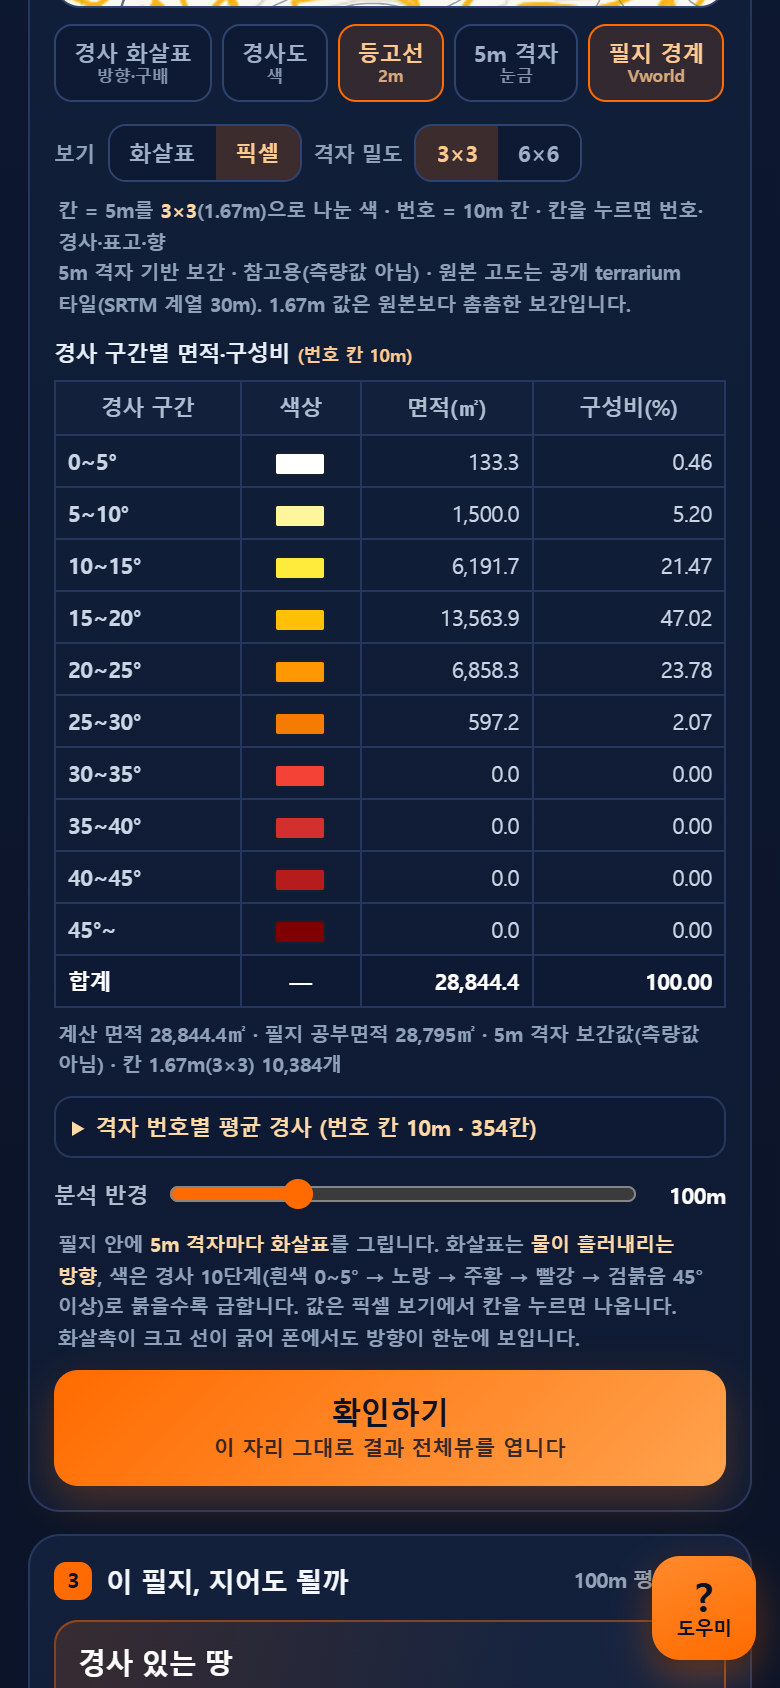 경사 화살표
방향·구배
경사도
색
등고선
2m
5m 격자
눈금
필지 경계
Vworld
보기 화살표 픽셀 격자 밀도 3×3 6×6
칸 = 5m를 3×3(1.67m)으로 나눈 색 · 번호 = 10m 칸 · 칸을 누르면 번호·
경사·표고·향
5m 격자 기반 보간 · 참고용(측량값 아님) · 원본 고도는 공개 terrarium
타일(SRTM 계열 30m). 1.67m 값은 원본보다 촘촘한 보간입니다.
경사 구간별 면적·구성비 (번호 칸 10m)
경사 구간 색상 면적(㎡) 구성비(%)
0~5° 133.3 0.46
5~10° 1,500.0 5.20
10~15° 6,191.7 21.47
15~20° 13,563.9 47.02
20~25° 6,858.3 23.78
25~30° 597.2 2.07
30~35° 0.0 0.00
35~40° 0.0 0.00
40~45° 0.0 0.00
45°~ 0.0 0.00
합계 — 28,844.4 100.00
계산 면적 28,844.4㎡ · 필지 공부면적 28,795㎡ · 5m 격자 보간값(측량값
아님) · 칸 1.67m(3×3) 10,384개
▶ 격자 번호별 평균 경사 (번호 칸 10m · 354칸)
분석 반경 100m
필지 안에 5m 격자마다 화살표를 그립니다. 화살표는 물이 흘러내리는
방향, 색은 경사 10단계(흰색 0~5° → 노랑 → 주황 → 빨강 → 검붉음 45°
이상)로 붉을수록 급합니다. 값은 픽셀 보기에서 칸을 누르면 나옵니다.
화살촉이 크고 선이 굵어 폰에서도 방향이 한눈에 보입니다.
확인하기
이 자리 그대로 결과 전체뷰를 엽니다
3 이 필지, 지어도 될까 100m 평
?
도우미
경사 있는 땅